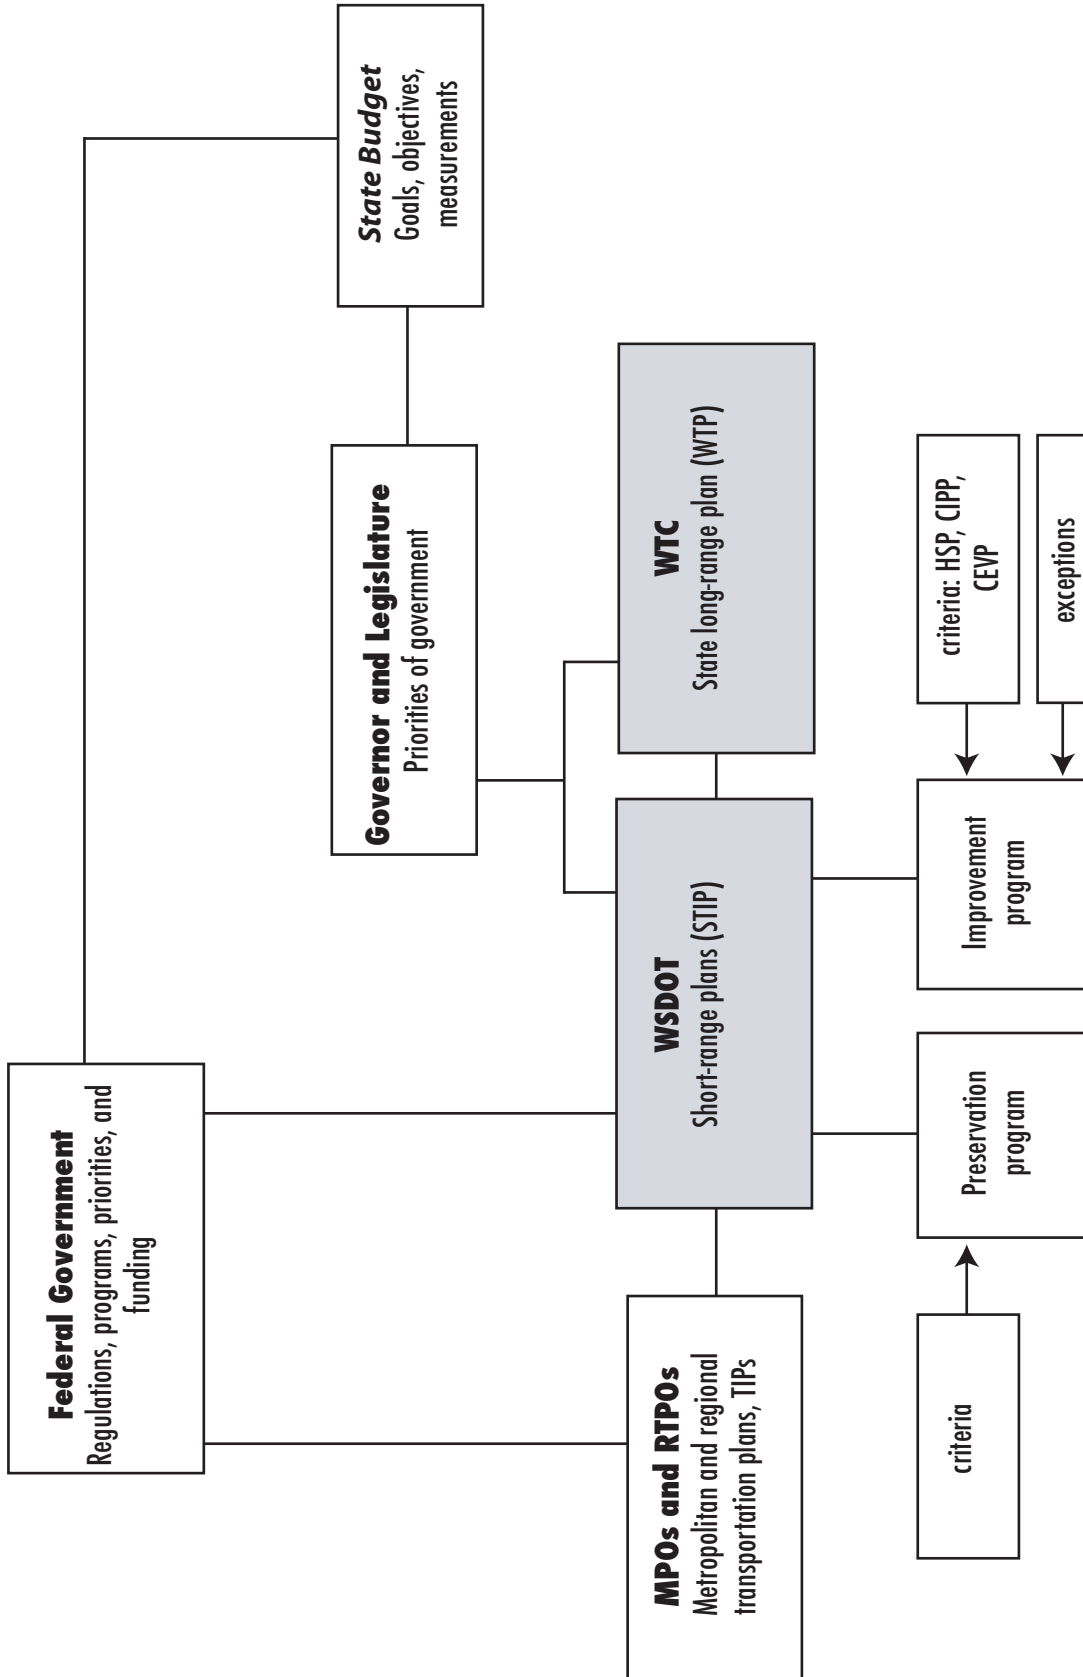 Federal Government
Regulations, programs, priorities, and
funding
State Budget
Goals, objectives,
measurements
Governor and Legislature
Priorities of government
MPOs and RTPOs
Metropolitan and regional
transportation plans, TIPs
WSDOT
Short-range plans (STIP)
WTC
State long-range plan (WTP)
criteria
Preservation
program
Improvement
program
criteria: HSP, CIPP,
CEVP
exceptions